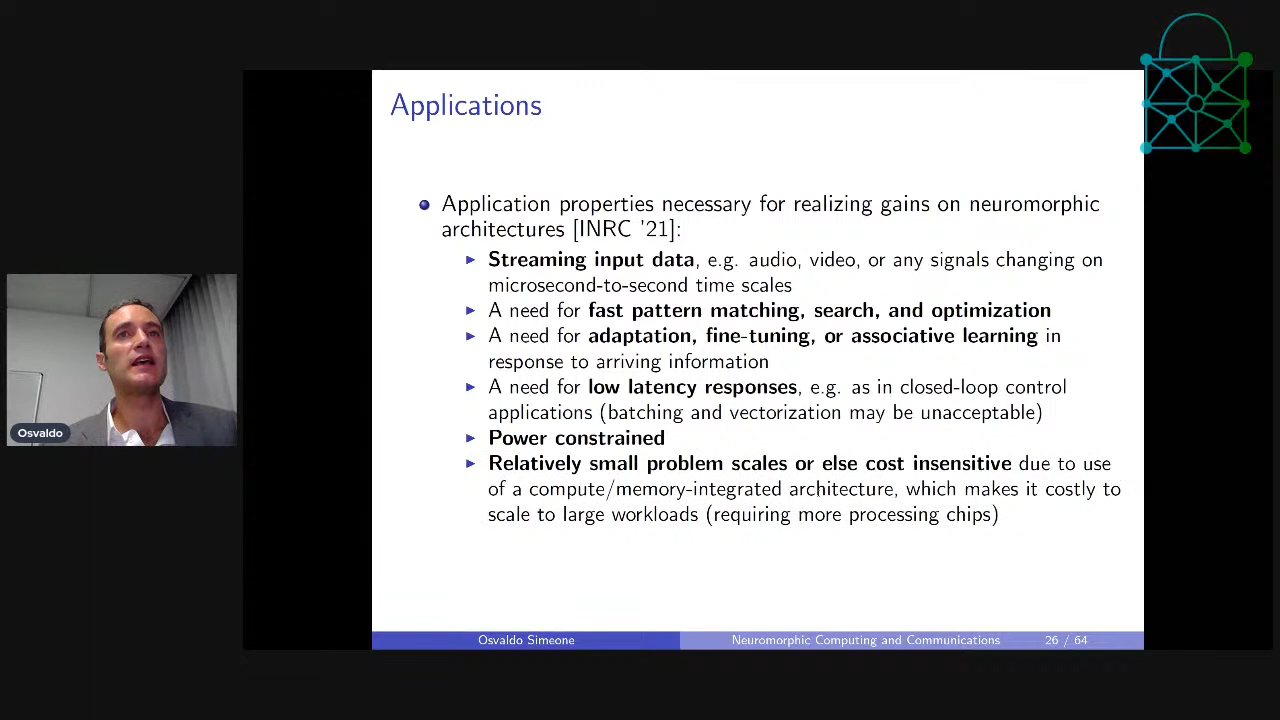 Applications
Application properties necessary for realizing gains on neuromorphic
architectures [INRC '21]:
Streaming input data, e.g. audio, video, or any signals changing on
microsecond-to-second time scales
A need for fast pattern matching, search, and optimization
A need for adaptation, fine-tuning, or associative learning in
response to arriving information
A need for low latency responses, e.g. as in closed-loop control
applications (batching and vectorization may be unacceptable)
Power constrained
Relatively small problem scales or else cost insensitive due to use
of a compute/memory-integrated architecture, which makes it costly to
scale to large workloads (requiring more processing chips)
Osvaldo
Osvaldo Simeone
Neuromorphic Computing and Communications
26 / 64